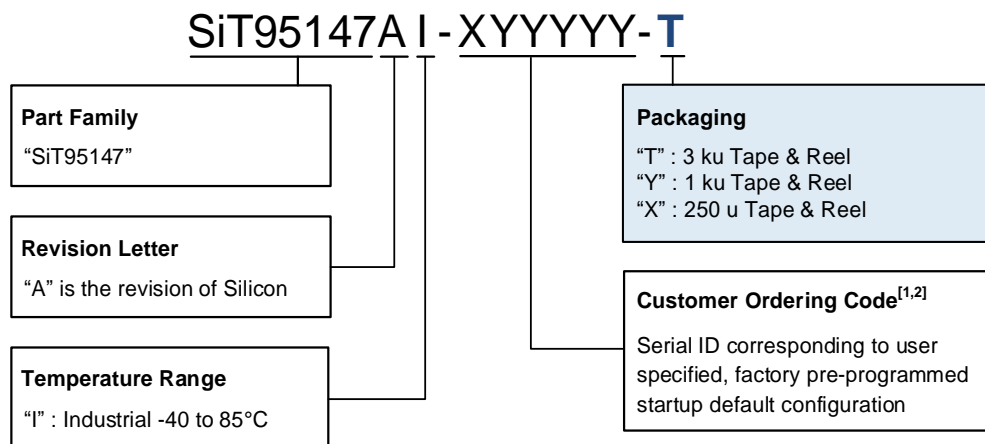 SiT95147AI-XYYYYY-T
Part Family
“SiT95147”
Revision Letter
“A” is the revision of Silicon
Temperature Range
“I” : Industrial -40 to 85°C
Packaging
“T” : 3 ku Tape & Reel
“Y” : 1 ku Tape & Reel
“X” : 250 u Tape & Reel
Customer Ordering Code[1,2]
Serial ID corresponding to user
specified, factory pre-programmed
startup default configuration